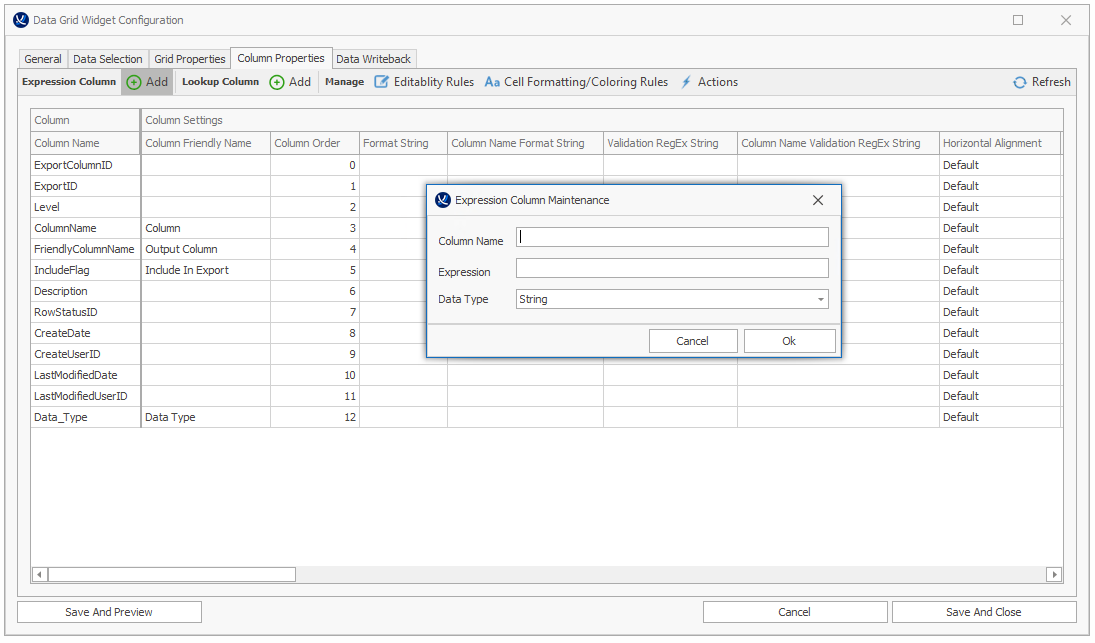 Data Grid Widget Configuration
General Data Selection Grid Properties Column Properties Data Writeback
Expression Column Add Lookup Column Add Manage Editablity Rules Aa Cell Formatting/Coloring Rules Actions Refresh
Column Column Settings
Column Name Column Friendly Name Column Order Format String Column Name Format String Validation RegEx String Column Name Validation RegEx String Horizontal Alignment
ExportColumnID 0 Default
ExportID 1 Default
Level 2 Default
ColumnName Column 3 Default
FriendlyColumnName Output Column 4 Default
IncludeFlag Include In Export 5 Default
Description 6 Default
RowStatusID 7 Default
CreateDate 8 Default
CreateUserID 9 Default
LastModifiedDate 10 Default
LastModifiedUserID 11 Default
Data_Type Data Type 12 Default
Expression Column Maintenance
Column Name
Expression
Data Type String
Cancel Ok
Save And Preview Cancel Save And Close